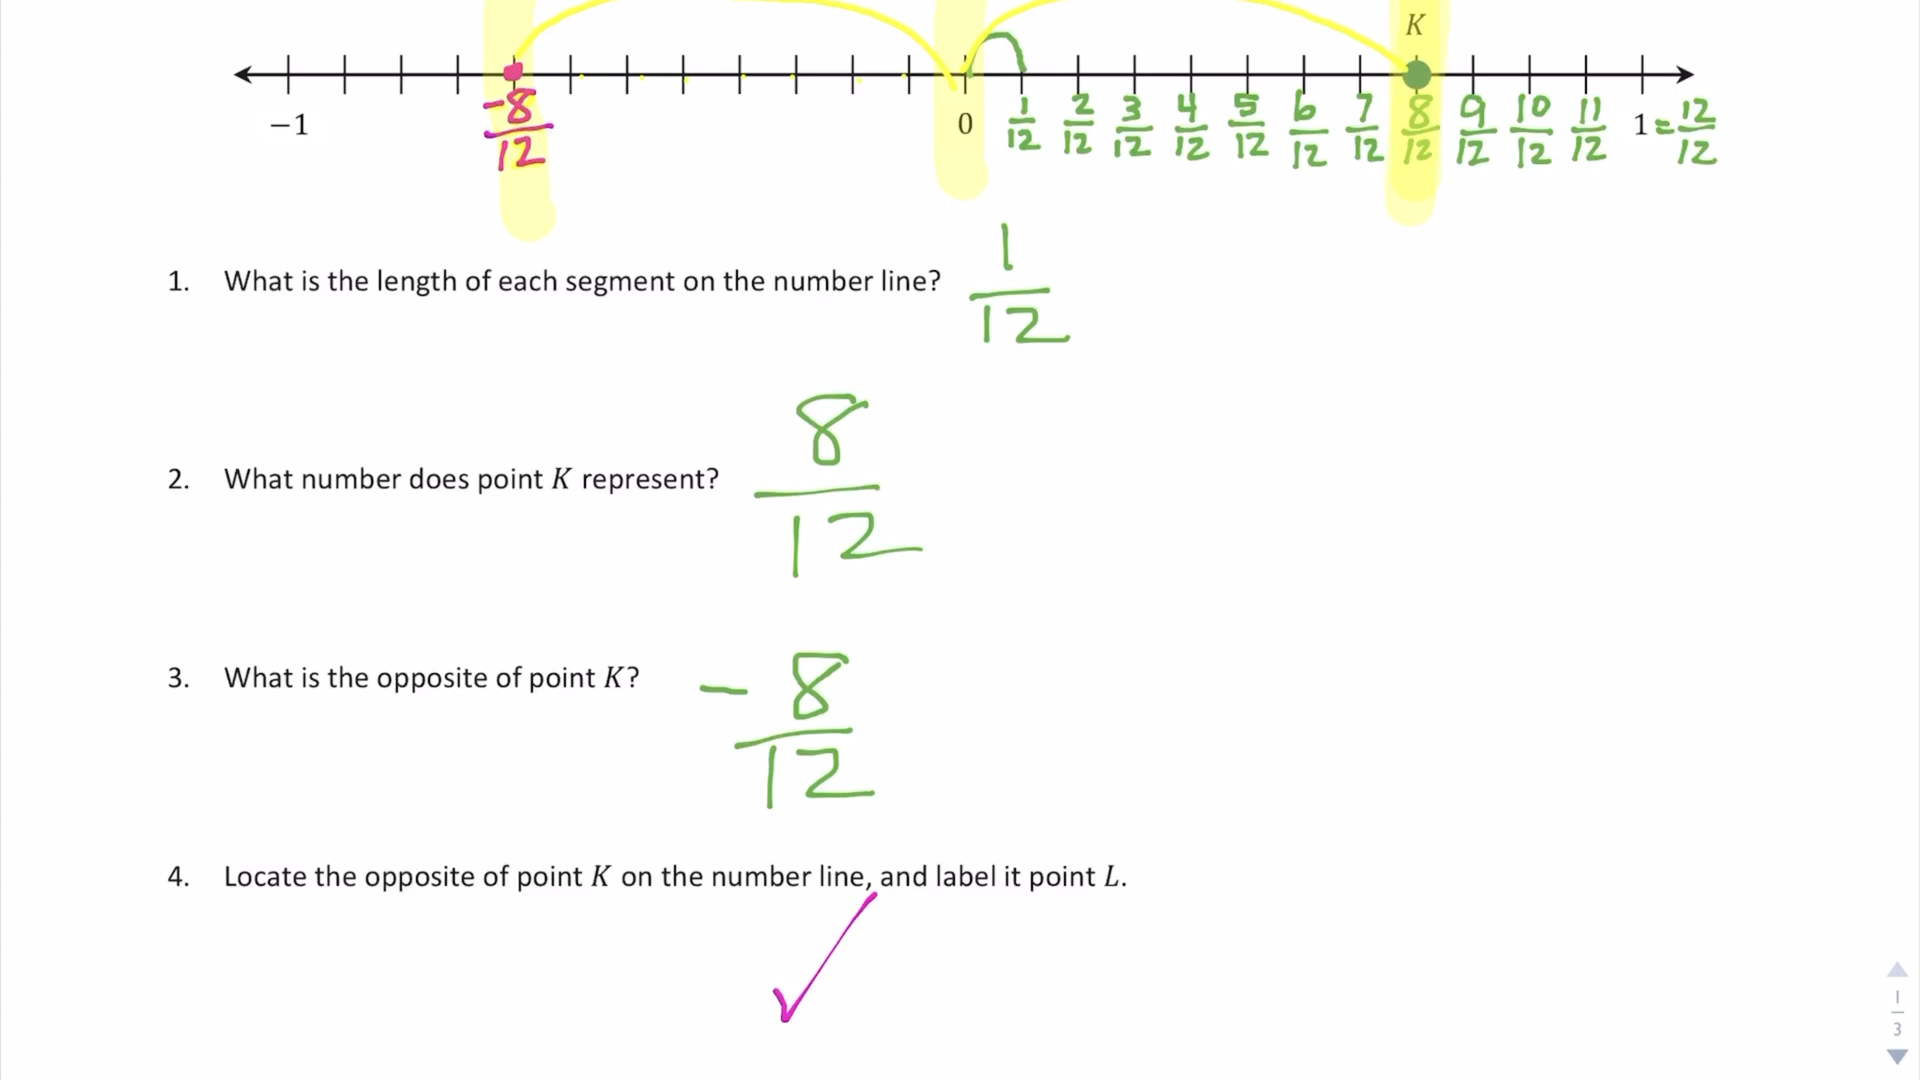 K
−1
-8/12
0
1/12 2/12 3/12 4/12 5/12 6/12 7/12 8/12 9/12 10/12 11/12 1=12/12
1. What is the length of each segment on the number line? 1/12
2. What number does point K represent? 8/12
3. What is the opposite of point K? -8/12
4. Locate the opposite of point K on the number line, and label it point L.
1
3